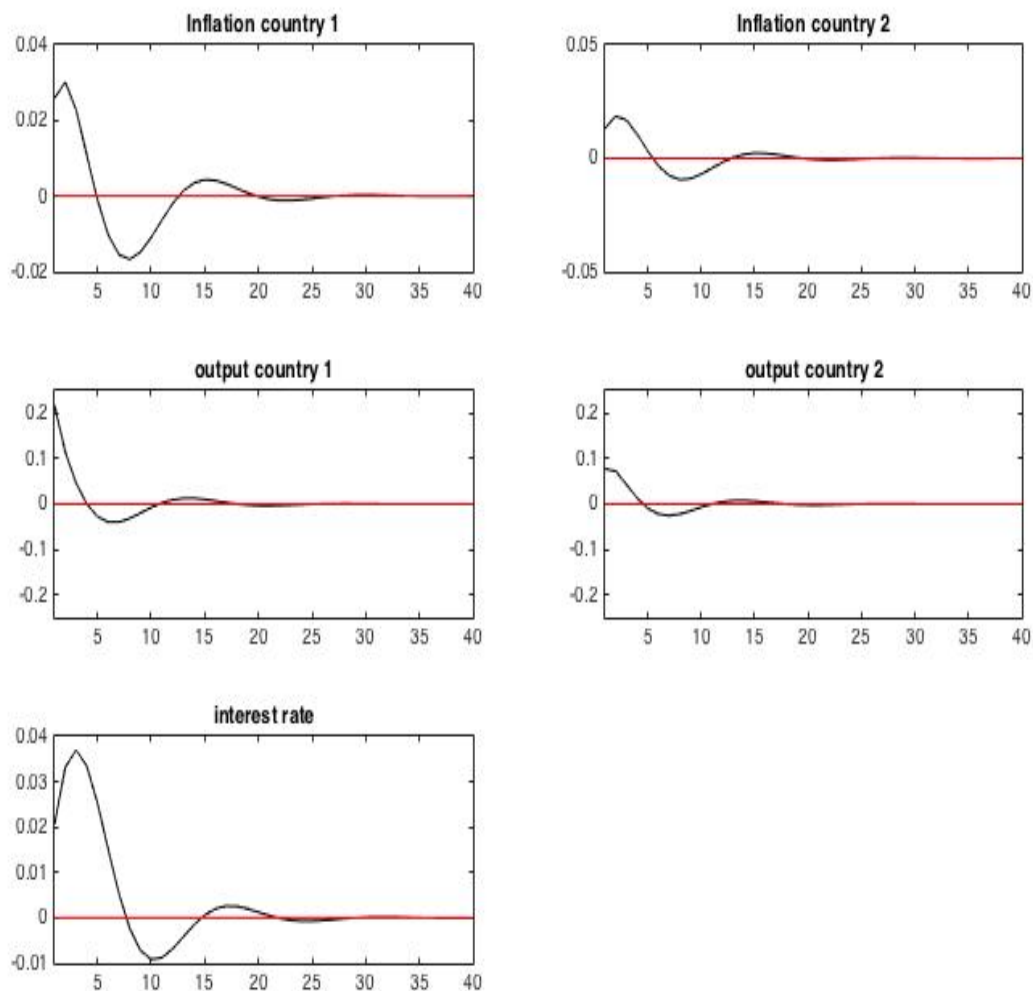 Inflation country 1
0.04
0.02
0
-0.02
5 10 15 20 25 30 35 40
Inflation country 2
0.05
0
-0.05
5 10 15 20 25 30 35 40
output country 1
0.2
0.1
0
-0.1
-0.2
5 10 15 20 25 30 35 40
output country 2
0.2
0.1
0
-0.1
-0.2
5 10 15 20 25 30 35 40
interest rate
0.04
0.03
0.02
0.01
0
-0.01
5 10 15 20 25 30 35 40